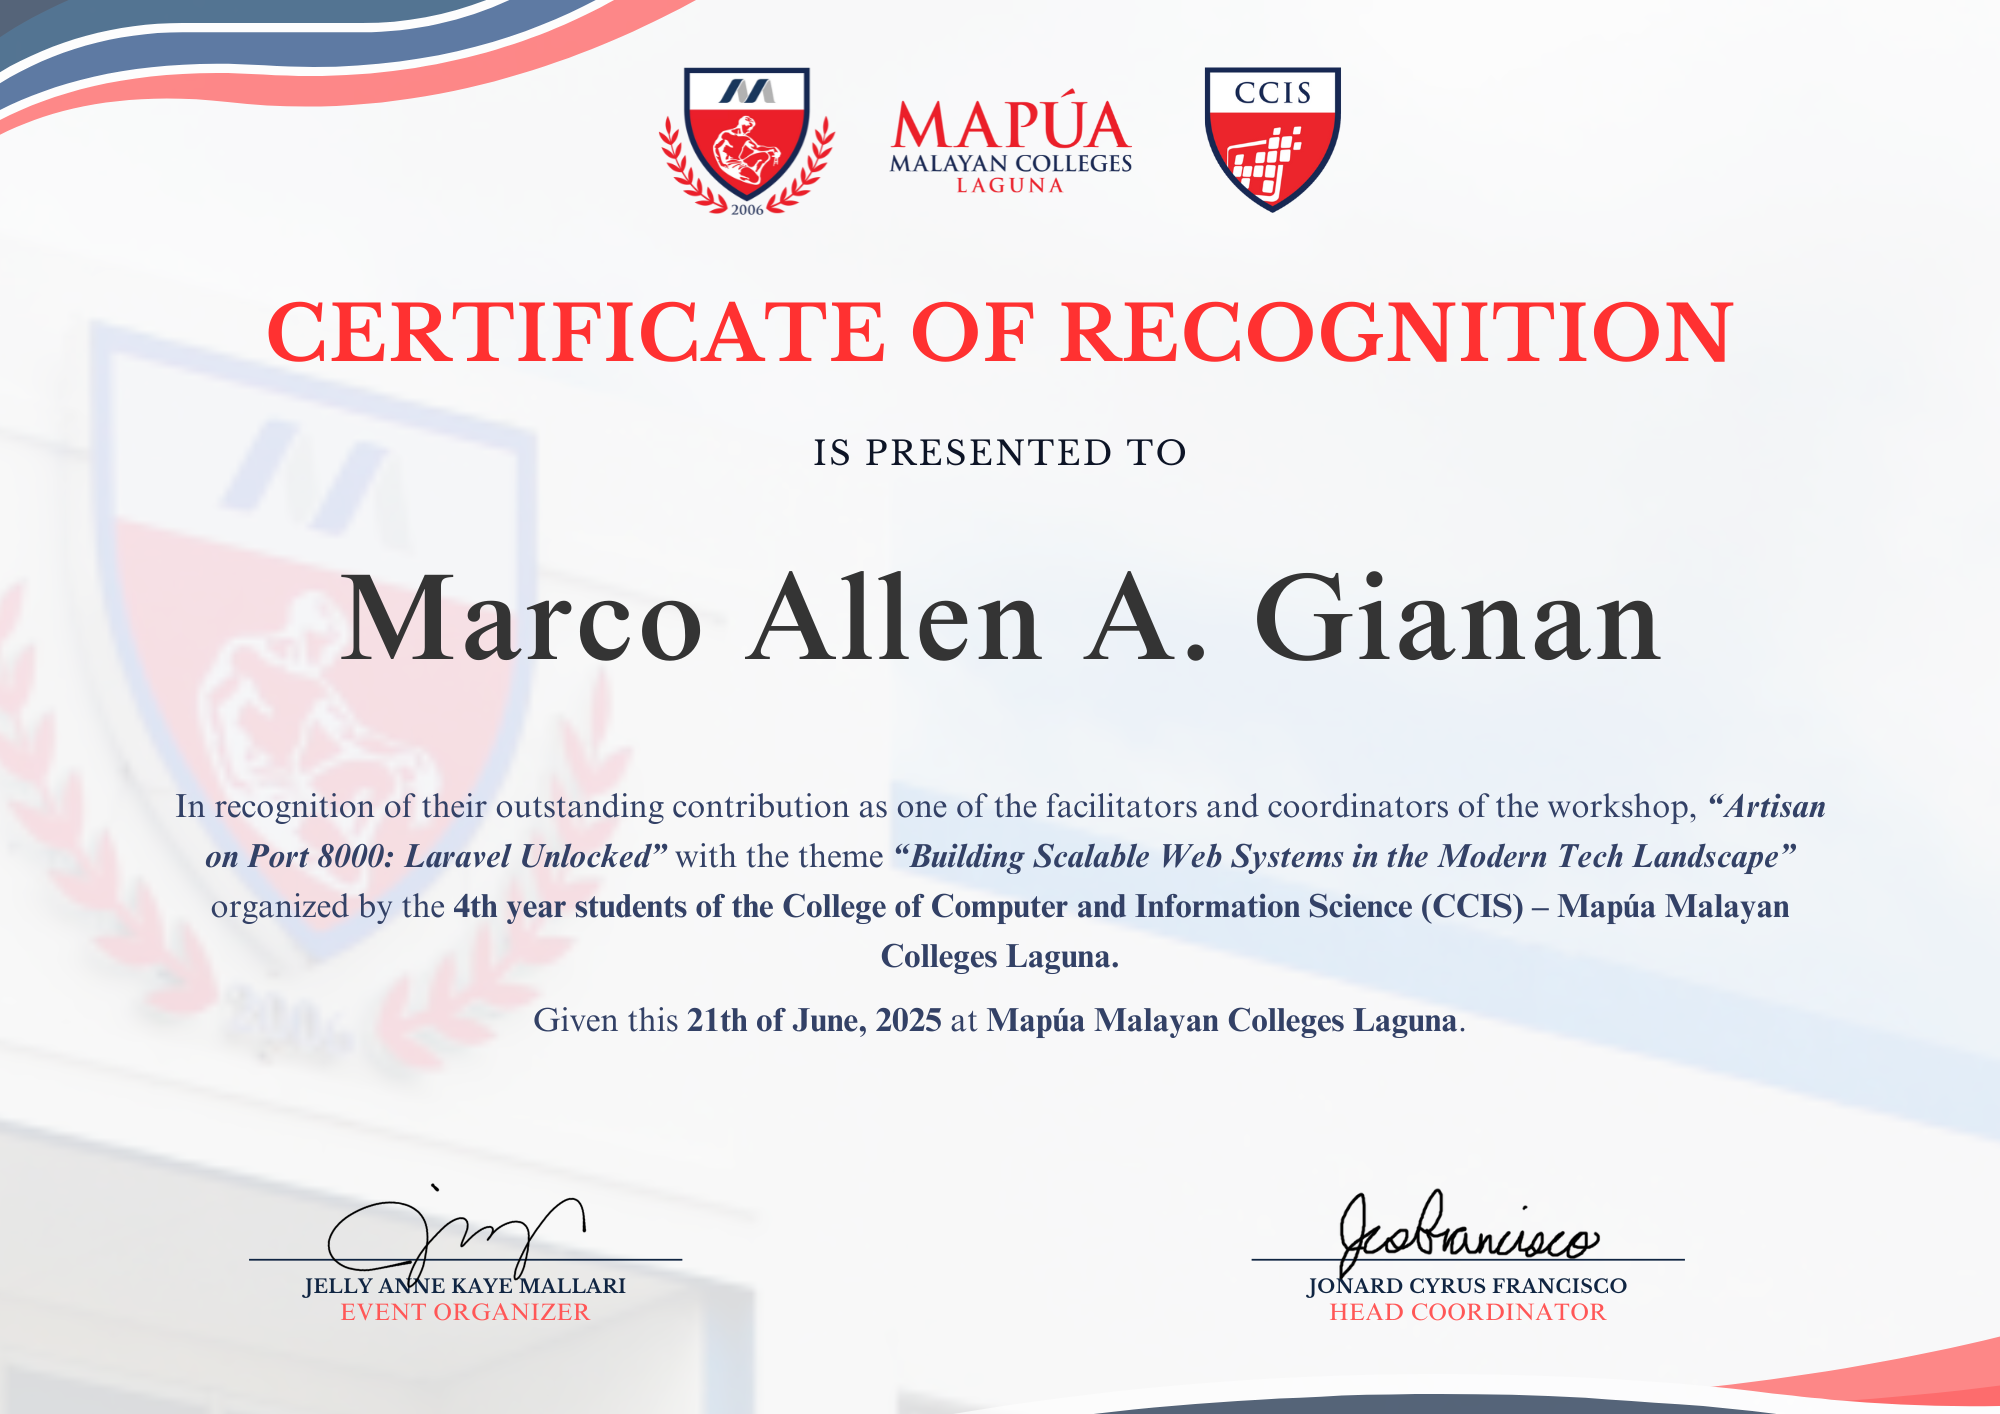 2006
MAPÚA
MALAYAN COLLEGES
LAGUNA
CCIS
CERTIFICATE OF RECOGNITION
IS PRESENTED TO
Marco Allen A. Gianan
In recognition of their outstanding contribution as one of the facilitators and coordinators of the workshop, “Artisan
on Port 8000: Laravel Unlocked” with the theme “Building Scalable Web Systems in the Modern Tech Landscape”
organized by the 4th year students of the College of Computer and Information Science (CCIS) – Mapúa Malayan
Colleges Laguna.
Given this 21th of June, 2025 at Mapúa Malayan Colleges Laguna.
2006
JcsFrancisco
JELLY ANNE KAYE MALLARI
EVENT ORGANIZER
JONARD CYRUS FRANCISCO
HEAD COORDINATOR